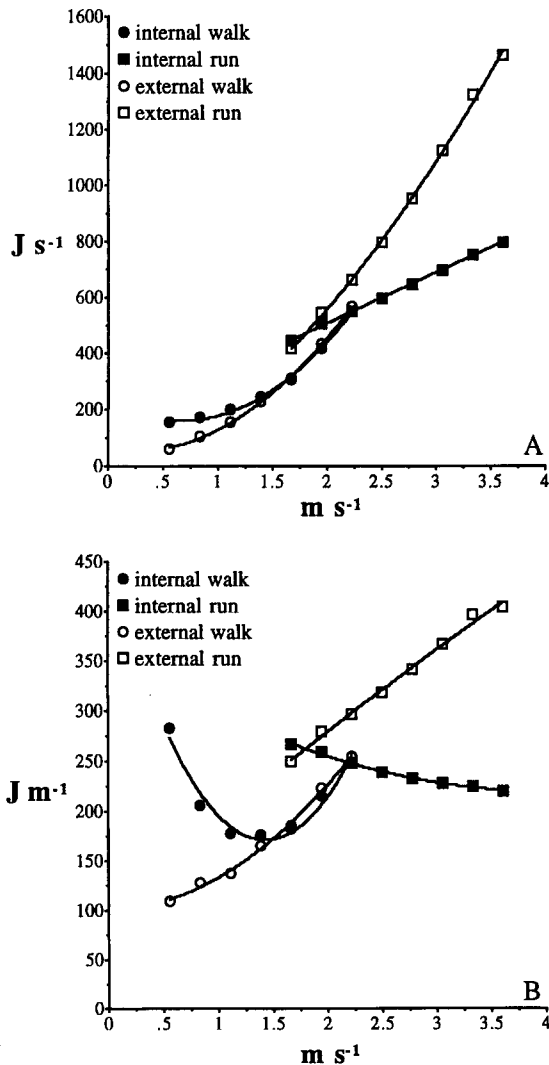 1600
1400
1200
1000
800
600
400
200
0
J s-1
internal walk
internal run
external walk
external run
A
0 .5 1 1.5 2 2.5 3 3.5 4
m s-1
450
400
350
300
250
200
150
100
50
0
J m-1
internal walk
internal run
external walk
external run
B
0 .5 1 1.5 2 2.5 3 3.5 4
m s-1